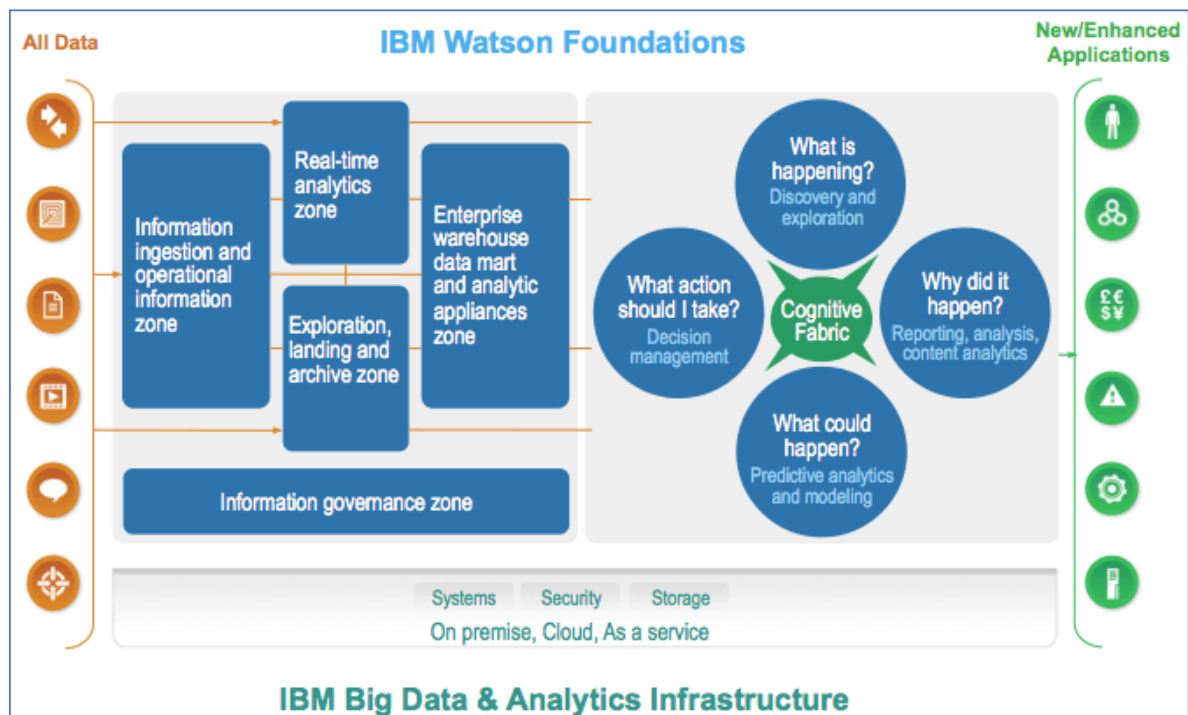 All Data
IBM Watson Foundations
New/Enhanced
Applications
Information
ingestion and
operational
information
zone
Real-time
analytics
zone
Exploration,
landing and
archive zone
Enterprise
warehouse
data mart
and analytic
appliances
zone
Information governance zone
What is
happening?
Discovery and
exploration
What action
should I take?
Decision
management
Cognitive
Fabric
Why did it
happen?
Reporting, analysis,
content analytics
What could
happen?
Predictive analytics
and modeling
£€
$¥
Systems
Security
Storage
On premise, Cloud, As a service
IBM Big Data & Analytics Infrastructure